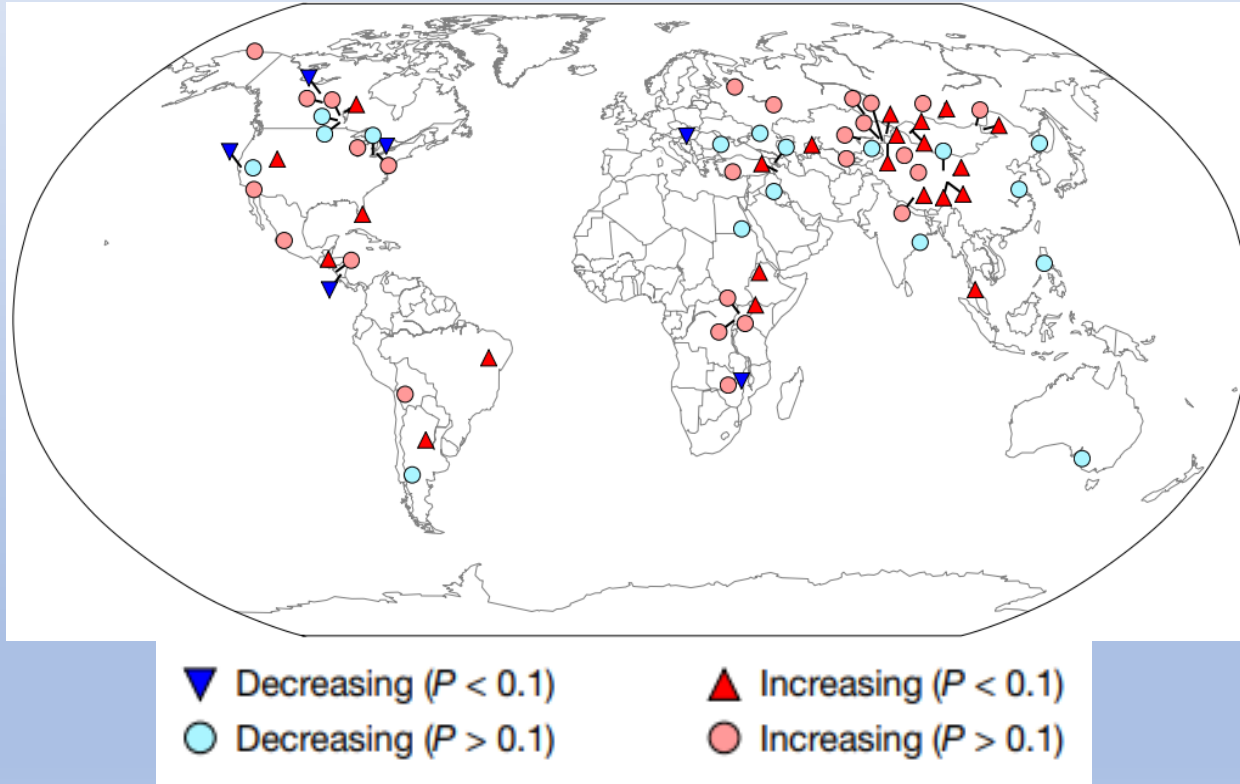 Decreasing (P < 0.1)
Increasing (P < 0.1)
Decreasing (P > 0.1)
Increasing (P > 0.1)